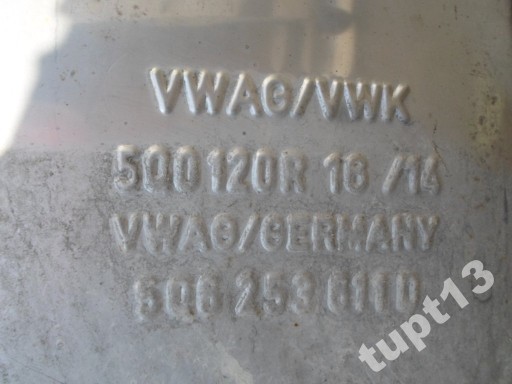 VWAG/VWK
5Q0120R 16 /14
VWAG/GERMANY
5Q6 253 611D
tupt13